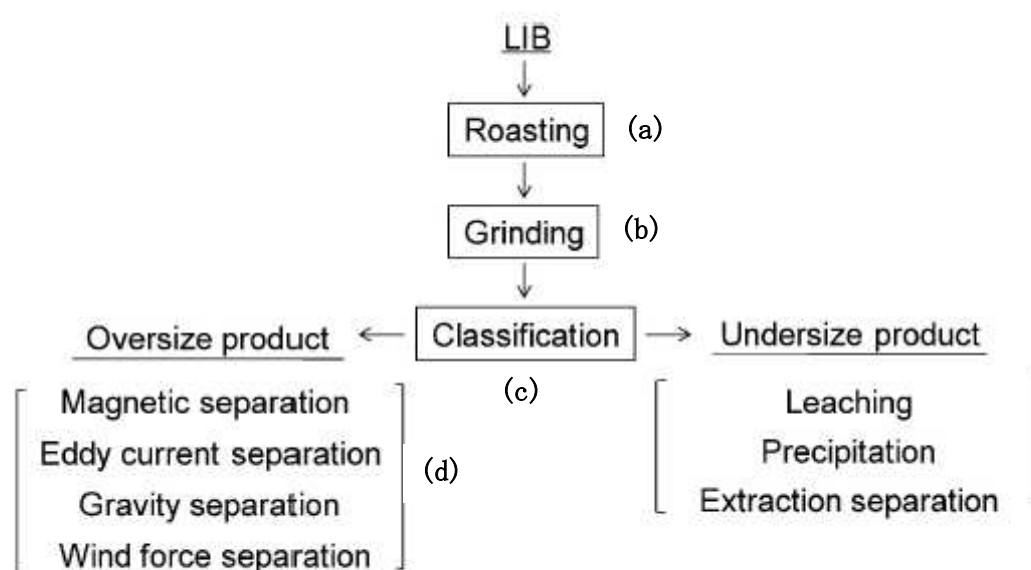 LIB
Roasting (a)
Grinding (b)
Oversize product
Classification
Undersize product
(c)
Magnetic separation
Eddy current separation
Gravity separation
Wind force separation
(d)
Leaching
Precipitation
Extraction separation